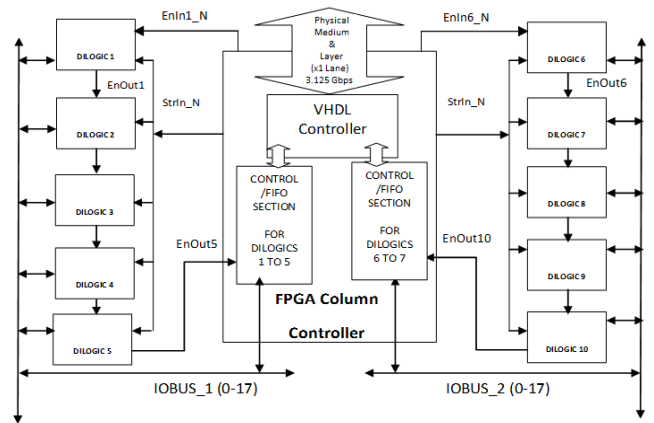 EnIn1_N
Physical
Medium
&
Layer
(x1 Lane)
3.125 Gbps
EnIn6_N
DILOGIC 1
DILOGIC 6
EnOut1
EnOut6
StrIn_N
VHDL
Controller
StrIn_N
DILOGIC 2
DILOGIC 7
CONTROL
/FIFO
SECTION
FOR
DILOGICS
1 TO 5
CONTROL
/FIFO
SECTION
FOR
DILOGICS
6 TO 7
DILOGIC 3
DILOGIC 8
EnOut5
EnOut10
DILOGIC 4
DILOGIC 9
FPGA Column
Controller
DILOGIC 5
DILOGIC 10
IOBUS_1 (0-17)
IOBUS_2 (0-17)